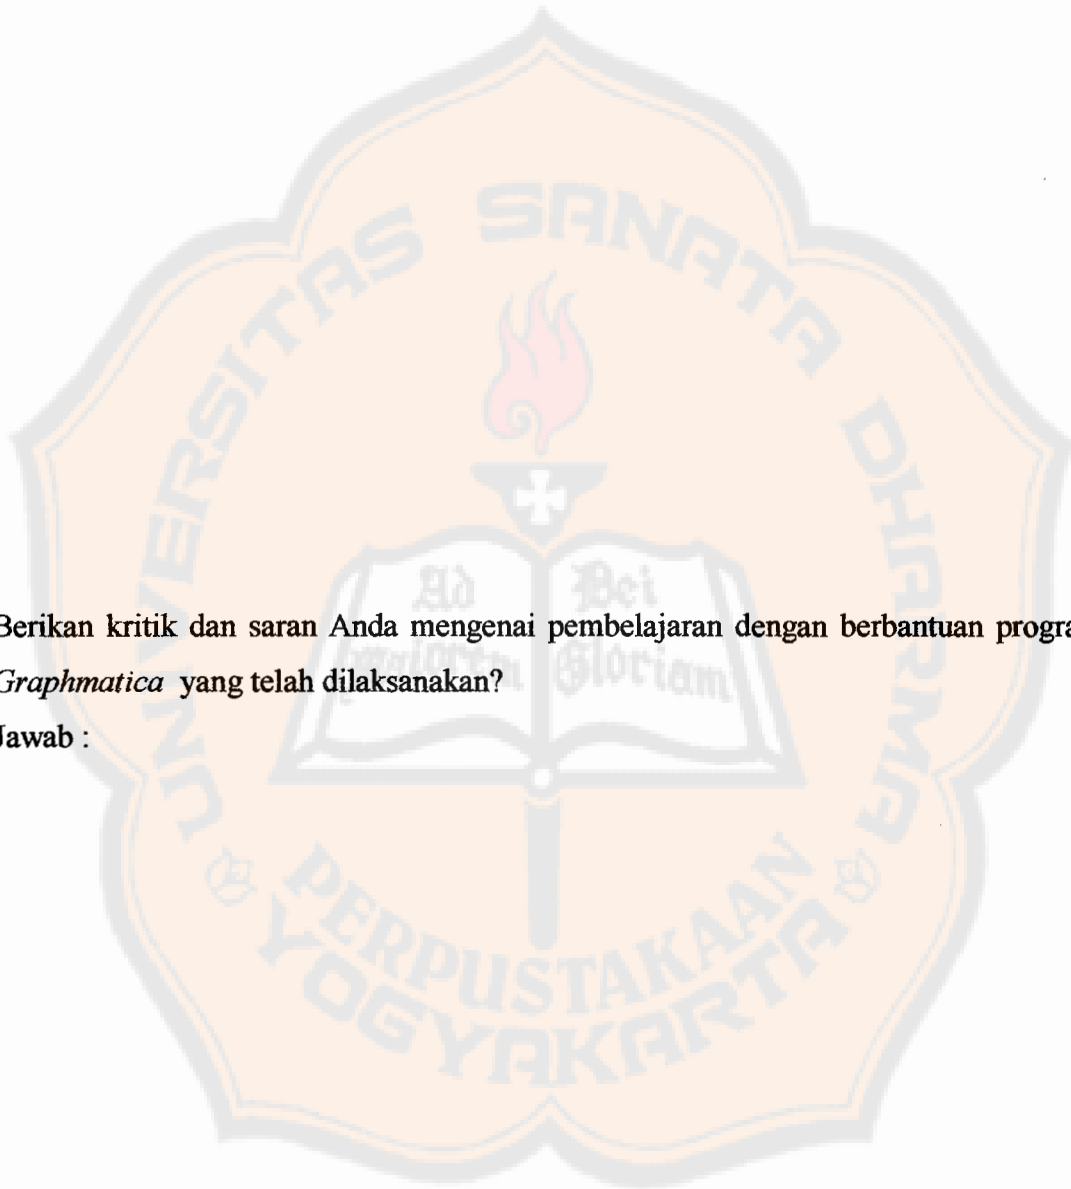 UNIVERSITAS SANATA DHARMA
Ad Dei
Gloriam
Berikan kritik dan saran Anda mengenai pembelajaran dengan berbantuan progra
Graphmatica yang telah dilaksanakan?
Jawab :
PERPUSTAKAAN
YOGYAKARTA